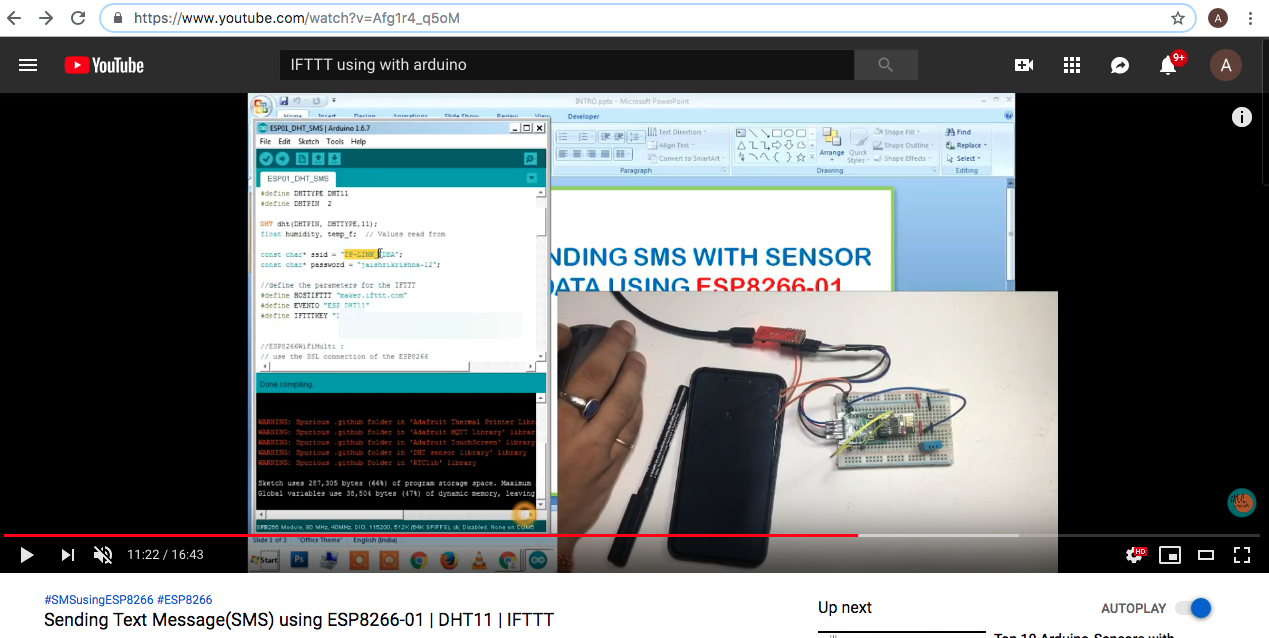 https://www.youtube.com/watch?v=Afg1r4_q5oM
A
YouTube
IFTTT using with arduino
9+
A
INTRO.pptx - Microsoft PowerPoint
Home Insert Design Animations Slide Show Review View Developer
ESP01_DHT_SMS | Arduino 1.6.7
File Edit Sketch Tools Help
ESP01_DHT_SMS
Text Direction
Align Text
Convert to SmartArt
Paragraph
Arrange
Quick Styles
Shape Fill
Shape Outline
Shape Effects
Drawing
Find
Replace
Select
Editing
#define DHTTYPE DHT11
#define DHTPIN 2
DHT dht(DHTPIN, DHTTYPE,11);
float humidity, temp_f; // Values read from
const char* ssid = "TP-LINK_
const char* password = "jaishrikrishna-12";
//define the parameters for the IFTTT
#define HOSTIFTTT "maker.ifttt.com"
#define EVENTO "ESP_DHT11"
#define IFTTTKEY "
//ESP8266WiFiMulti ;
// use the SSL connection of the ESP8266
Done compiling.
WARNING: Spurious .github folder in 'Adafruit Thermal Printer Libr
WARNING: Spurious .github folder in 'Adafruit MQTT Library' librar
WARNING: Spurious .github folder in 'Adafruit TouchScreen' library
WARNING: Spurious .github folder in 'DHT sensor library' library
WARNING: Spurious .github folder in 'RTClib' library
Sketch uses 287,305 bytes (66%) of program storage space. Maximum
Global variables use 38,504 bytes (47%) of dynamic memory, leaving
ESP8266 Module, 80 MHz, 40MHz, DIO, 115200, 512K (64K SPIFFS), ck, Disabled, None on COM5
NDING SMS WITH SENSOR
DATA USING ESP8266-01
Slide 1 of 3 "Office Theme" English (India)
Start
11:22 / 16:43
HD
#SMSusingESP8266 #ESP8266
Sending Text Message(SMS) using ESP8266-01 | DHT11 | IFTTT
Up next
AUTOPLAY
Top 10 Arduino Sensors with